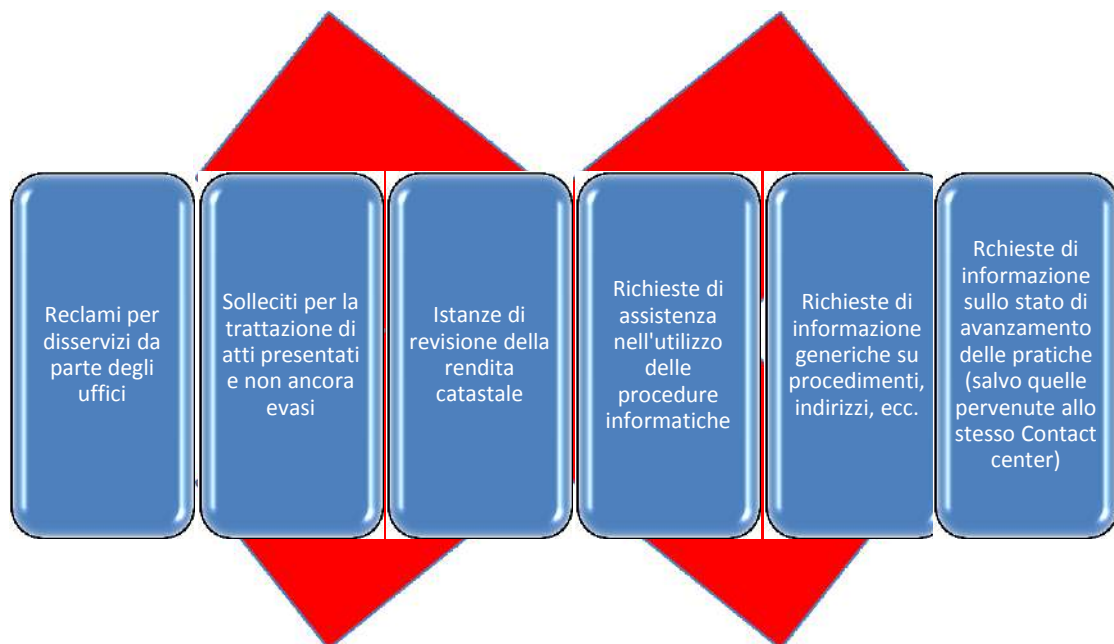 Reclami per
disservizi da
parte degli
uffici
Solleciti per la
trattazione di
atti presentati
e non ancora
evasi
Istanze di
revisione della
rendita
catastale
Richieste di
assistenza
nell'utilizzo
delle
procedure
informatiche
Richieste di
informazione
generiche su
procedimenti,
indirizzi, ecc.
Rchieste di
informazione
sullo stato di
avanzamento
delle pratiche
(salvo quelle
pervenute allo
stesso Contact
center)